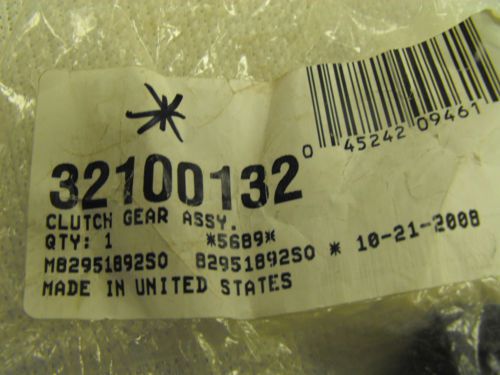 0 45242 09461
32100132
CLUTCH GEAR ASSY.
QTY: 1 *5689*
M8295189250 8295189250 * 10-21-2008
MADE IN UNITED STATES